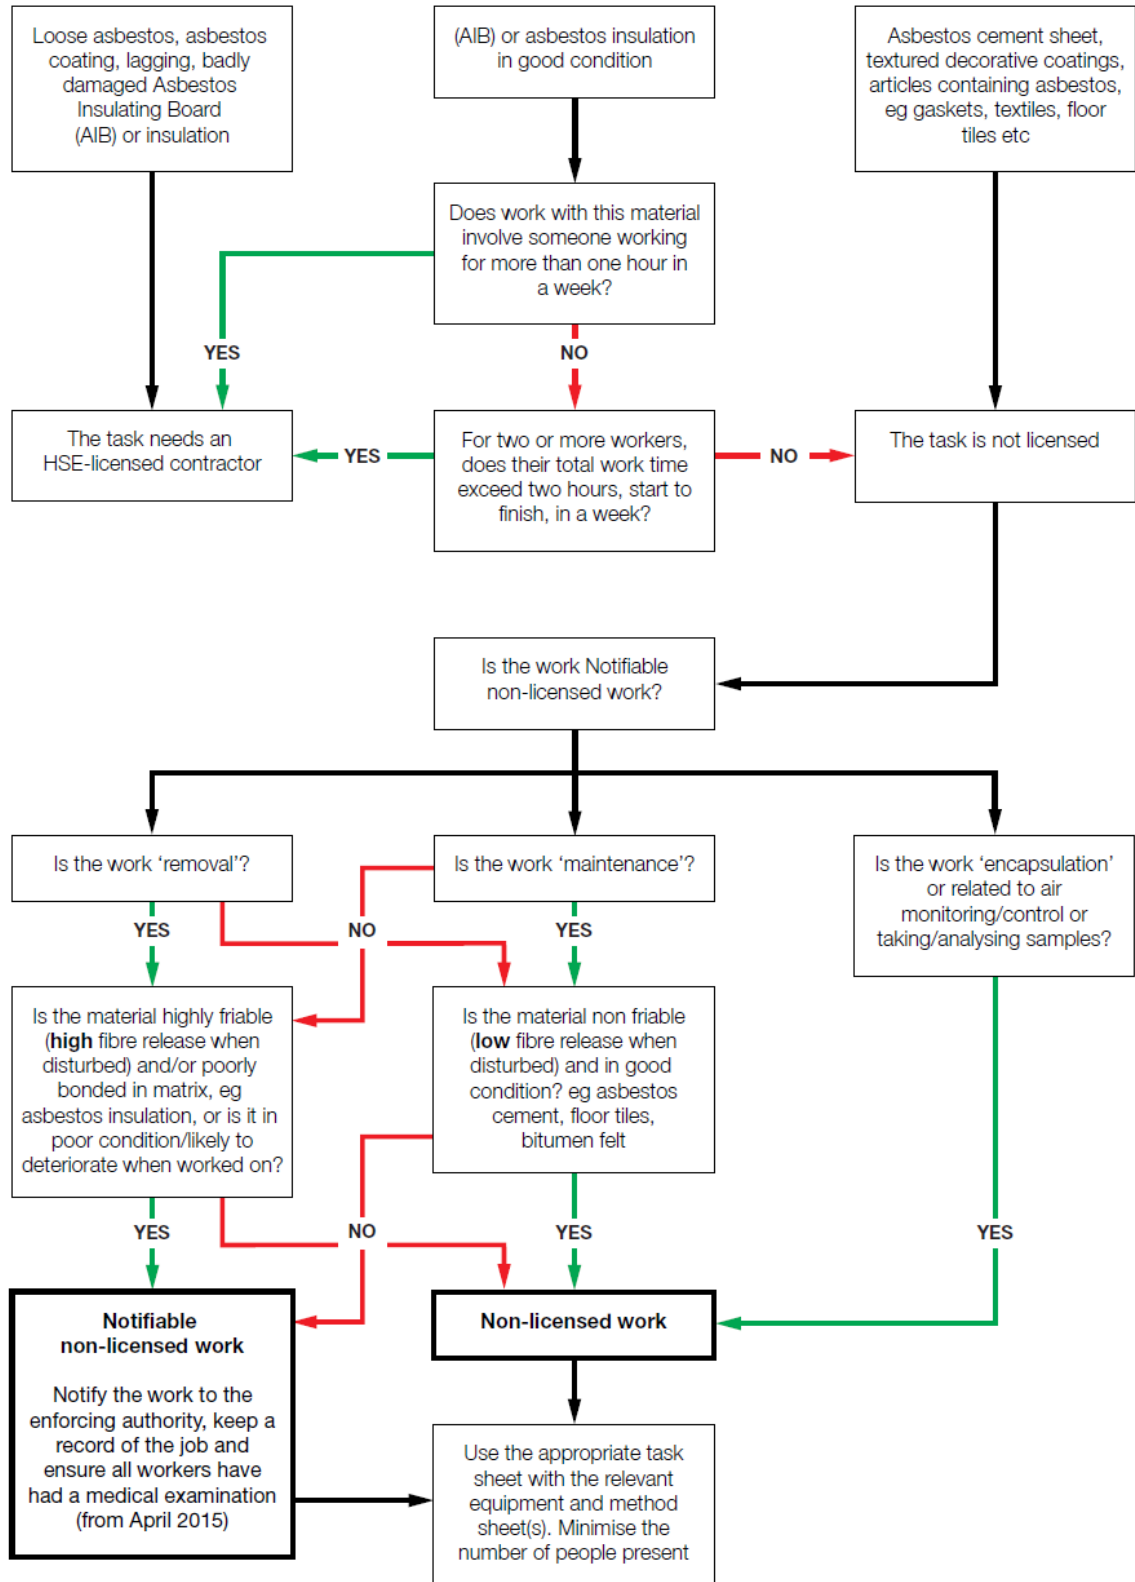 Loose asbestos, asbestos
coating, lagging, badly
damaged Asbestos
Insulating Board
(AIB) or insulation
(AIB) or asbestos insulation
in good condition
Asbestos cement sheet,
textured decorative coatings,
articles containing asbestos,
eg gaskets, textiles, floor
tiles etc
Does work with this material
involve someone working
for more than one hour in
a week?
YES
NO
The task needs an
HSE-licensed contractor
YES
For two or more workers,
does their total work time
exceed two hours, start to
finish, in a week?
NO
The task is not licensed
Is the work Notifiable
non-licensed work?
Is the work ‘removal’?
Is the work ‘maintenance’?
Is the work ‘encapsulation’
or related to air
monitoring/control or
taking/analysing samples?
YES
NO
YES
Is the material highly friable
(high fibre release when
disturbed) and/or poorly
bonded in matrix, eg
asbestos insulation, or is it in
poor condition/likely to
deteriorate when worked on?
Is the material non friable
(low fibre release when
disturbed) and in good
condition? eg asbestos
cement, floor tiles,
bitumen felt
YES
NO
YES
YES
Notifiable
non-licensed work
Notify the work to the
enforcing authority, keep a
record of the job and
ensure all workers have
had a medical examination
(from April 2015)
Non-licensed work
Use the appropriate task
sheet with the relevant
equipment and method
sheet(s). Minimise the
number of people present